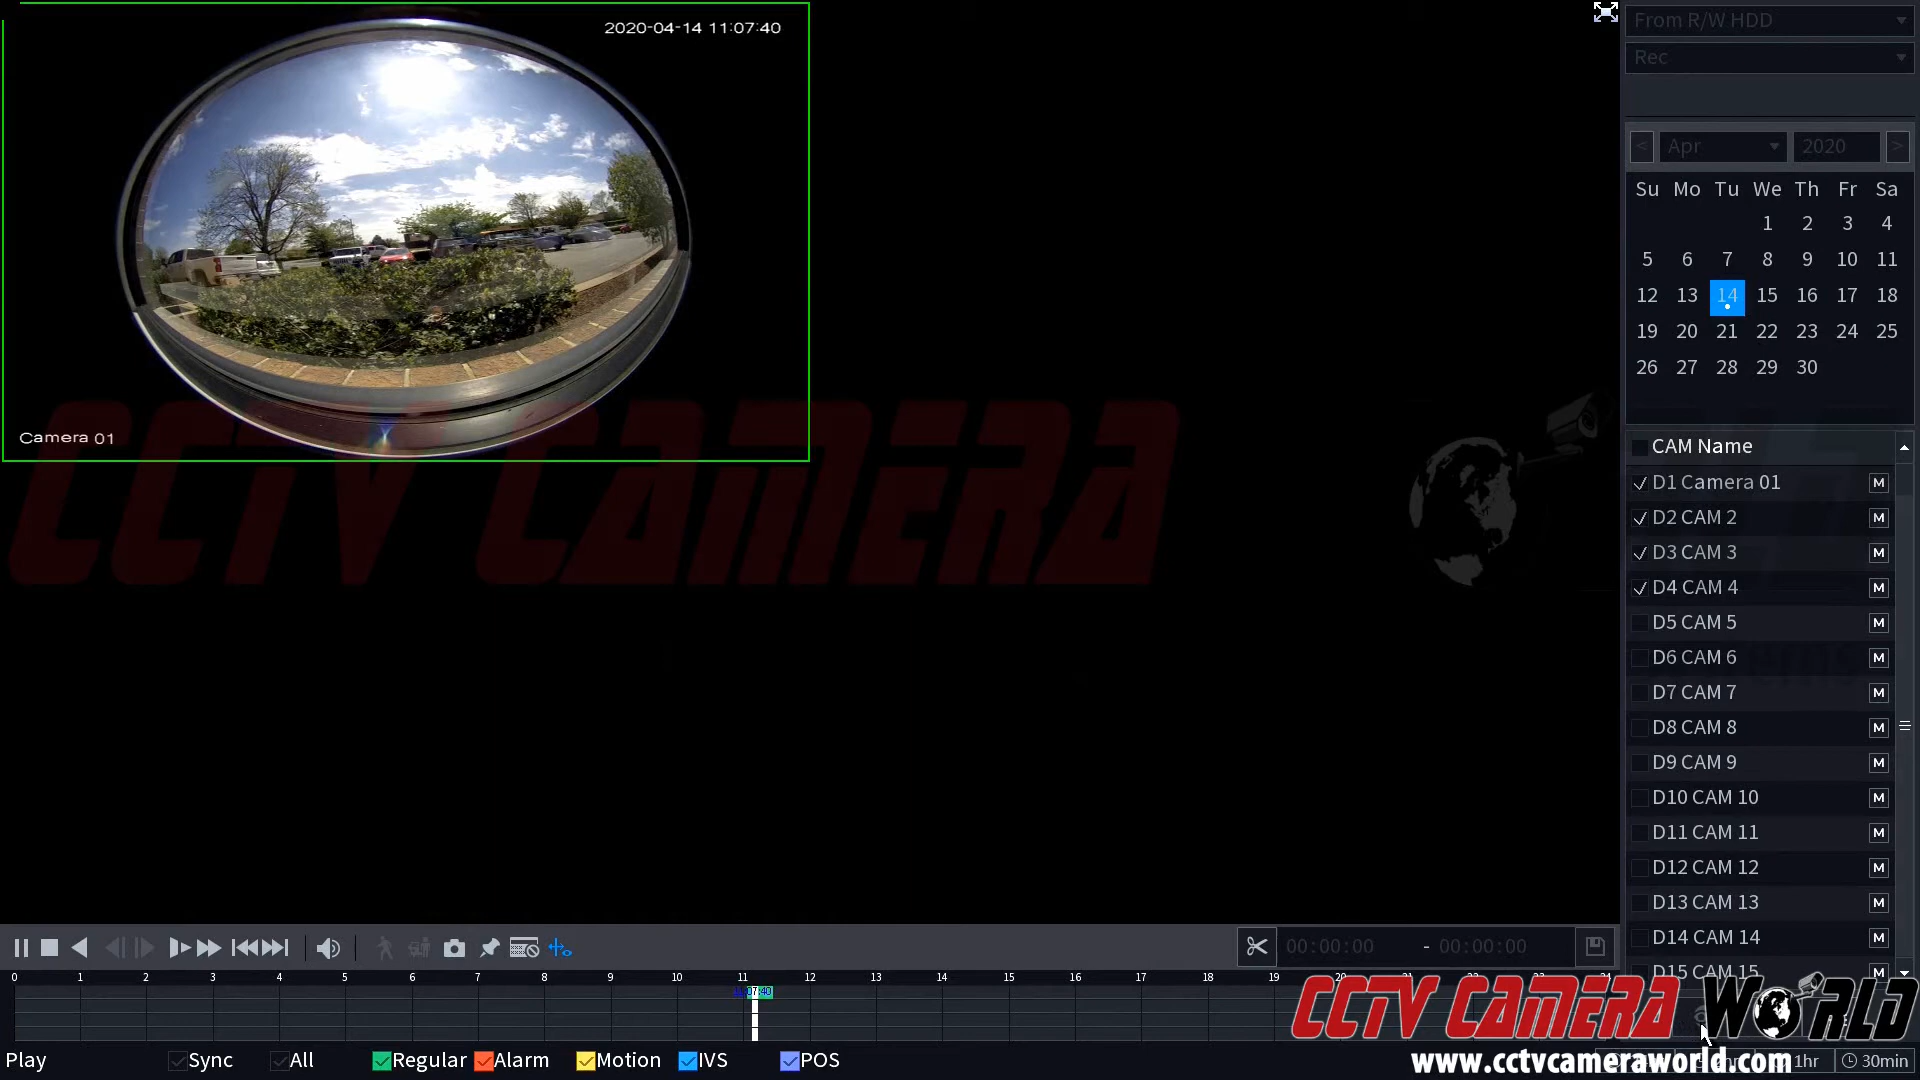 2020-04-14 11:07:40
Camera 01
CCTV CAMERA
From R/W HDD
Rec
Apr 2020
Su Mo Tu We Th Fr Sa
1 2 3 4
5 6 7 8 9 10 11
12 13 14 15 16 17 18
19 20 21 22 23 24 25
26 27 28 29 30
CAM Name
D1 Camera 01 M
D2 CAM 2 M
D3 CAM 3 M
D4 CAM 4 M
D5 CAM 5 M
D6 CAM 6 M
D7 CAM 7 M
D8 CAM 8 M
D9 CAM 9 M
D10 CAM 10 M
D11 CAM 11 M
D12 CAM 12 M
D13 CAM 13 M
D14 CAM 14 M
D15 CAM 15 M
00:00:00 - 00:00:00
0 1 2 3 4 5 6 7 8 9 10 11 12 13 14 15 16 17 18 19
11:07:40
Play Sync All Regular Alarm Motion IVS POS
1hr 30min
CCTV CAMERA WORLD
www.cctvcameraworld.com